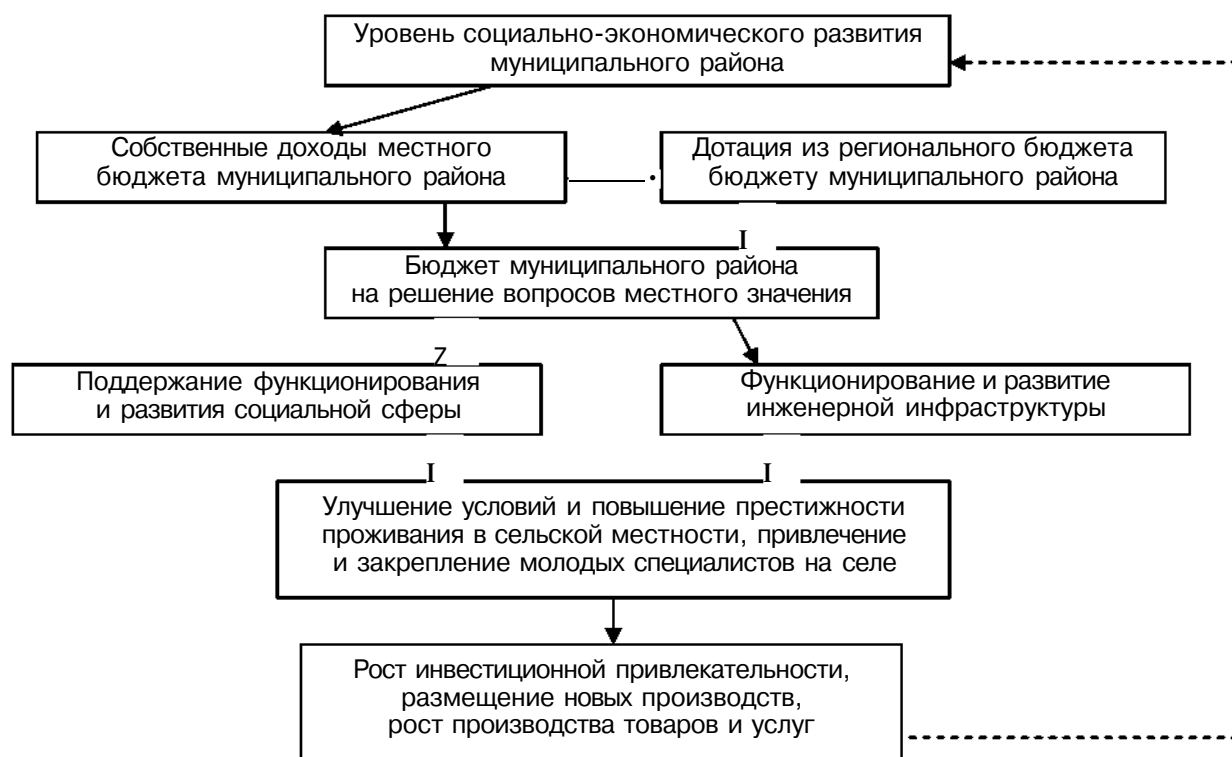 Уровень социально-экономического развития
муниципального района
Собственные доходы местного
бюджета муниципального района
Дотация из регионального бюджета
бюджету муниципального района
I
Бюджет муниципального района
на решение вопросов местного значения
Z
Поддержание функционирования
и развития социальной сферы
Функционирование и развитие
инженерной инфраструктуры
I
I
Улучшение условий и повышение престижности
проживания в сельской местности, привлечение
и закрепление молодых специалистов на селе
Рост инвестиционной привлекательности,
размещение новых производств,
рост производства товаров и услуг